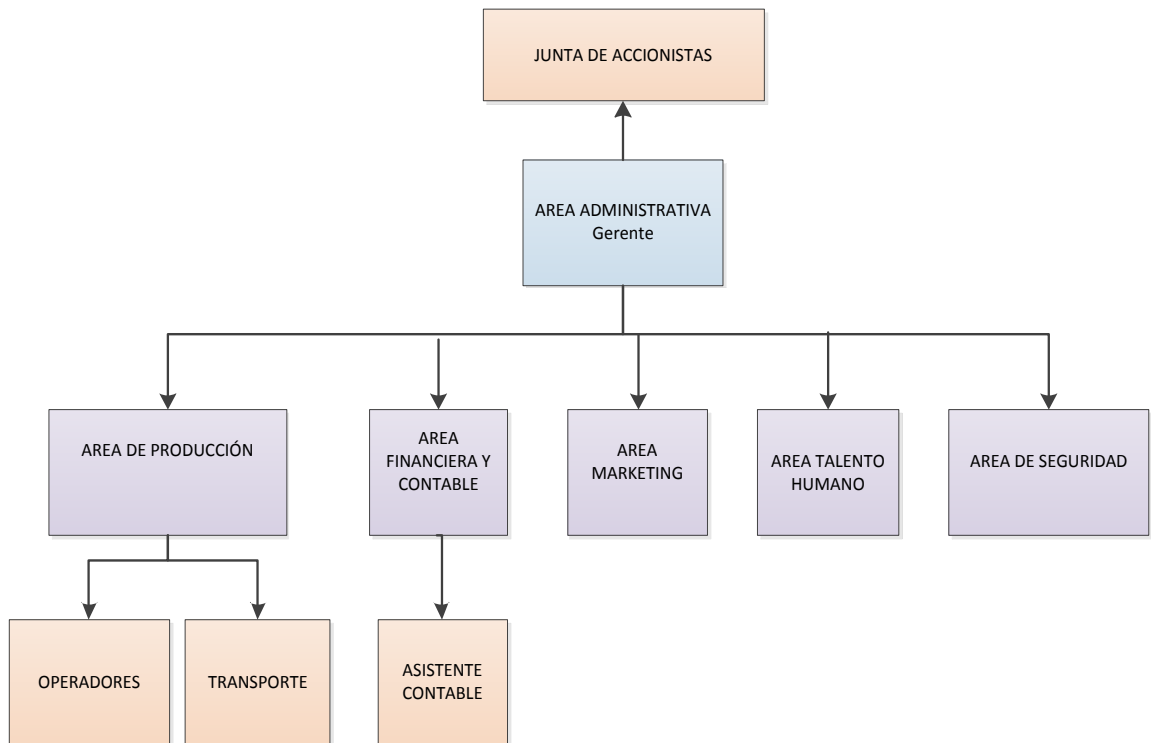 JUNTA DE ACCIONISTAS
AREA ADMINISTRATIVA
Gerente
AREA DE PRODUCCIÓN
AREA
FINANCIERA Y
CONTABLE
AREA
MARKETING
AREA TALENTO
HUMANO
AREA DE SEGURIDAD
OPERADORES
TRANSPORTE
ASISTENTE
CONTABLE